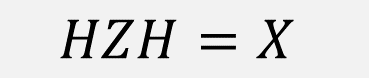 HZH = X